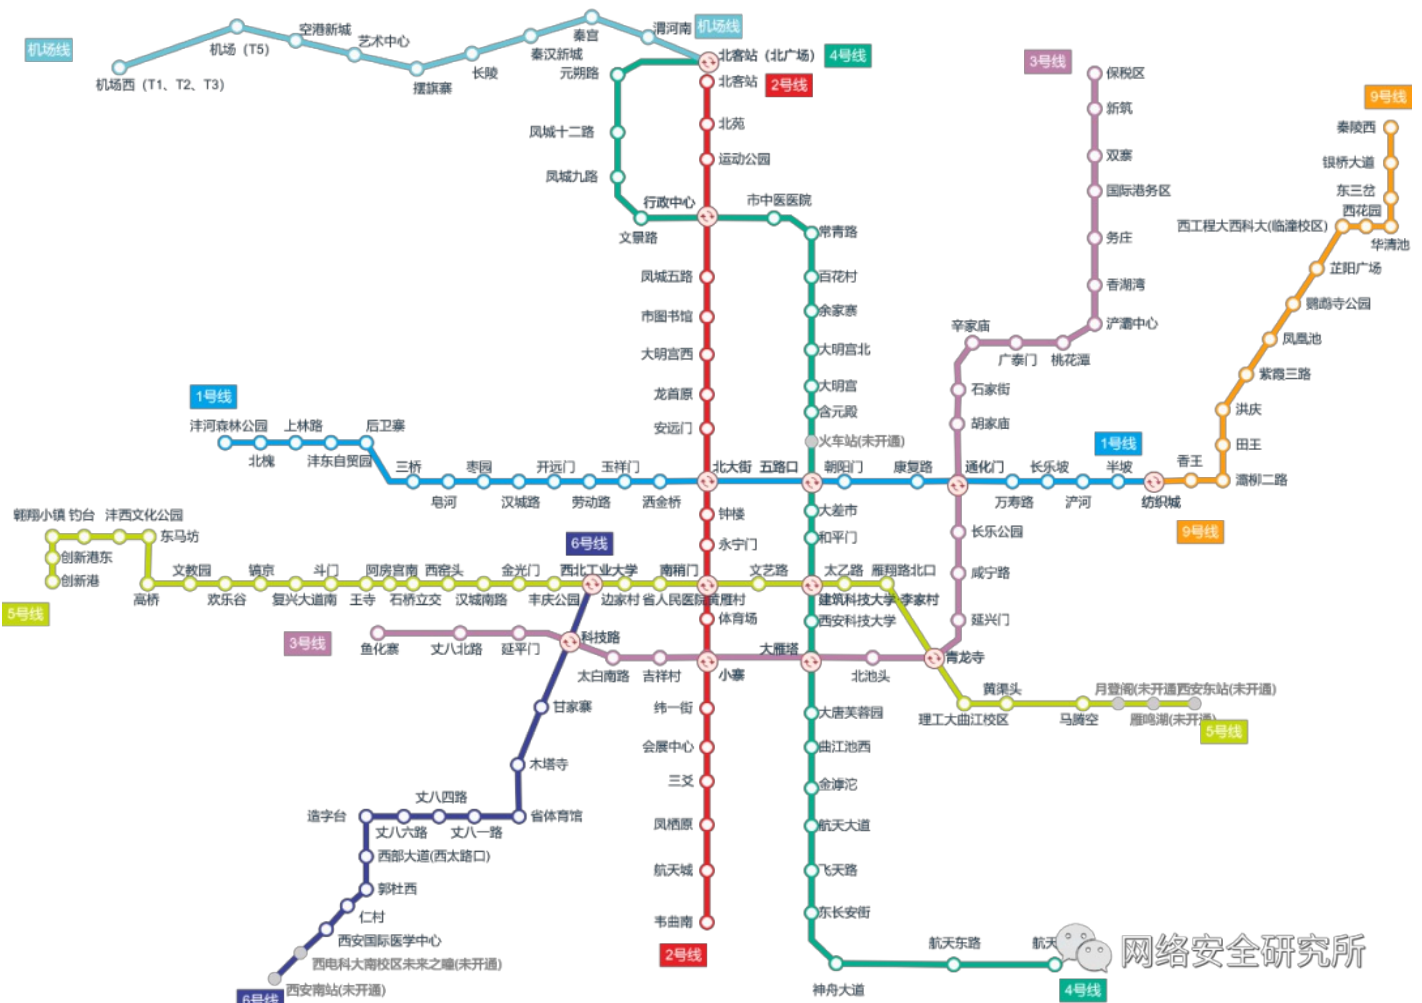 机场线
机场西（T1、T2、T3）
机场（T5）
空港新城
艺术中心
摆旗寨
长陵
秦汉新城
秦宫
渭河南
机场线
北客站（北广场）
4号线
元朔路
凤城十二路
凤城九路
文景路
行政中心
市中医医院
常青路
百花村
余家寨
大明宫北
大明宫
含元殿
火车站(未开通)
五路口
大差市
和平门
建筑科技大学·李家村
西安科技大学
大雁塔
大唐芙蓉园
曲江池西
金滹沱
航天大道
飞天路
东长安街
神舟大道
航天东路
航天
4号线
2号线
北客站
北苑
运动公园
凤城五路
市图书馆
大明宫西
龙首原
安远门
北大街
钟楼
永宁门
南稍门
体育场
小寨
纬一街
会展中心
三爻
凤栖原
航天城
韦曲南
2号线
3号线
保税区
新筑
双寨
国际港务区
务庄
香湖湾
浐灞中心
桃花潭
广泰门
辛家庙
石家街
胡家庙
通化门
长乐公园
咸宁路
延兴门
青龙寺
北池头
吉祥村
太白南路
科技路
延平门
丈八北路
鱼化寨
3号线
9号线
秦陵西
银桥大道
东三岔
华清池
西花园
西工程大西科大(临潼校区)
芷阳广场
鹦鹉寺公园
凤凰池
紫霞三路
洪庆
田王
灞柳二路
香王
纺织城
9号线
1号线
沣河森林公园
北槐
上林路
沣东自贸园
后卫寨
三桥
皂河
枣园
汉城路
开远门
劳动路
玉祥门
洒金桥
朝阳门
康复路
万寿路
长乐坡
浐河
半坡
1号线
5号线
创新港
创新港东
翱翔小镇
钓台
沣西文化公园
东马坊
高桥
文教园
欢乐谷
镐京
复兴大道南
斗门
王寺
阿房宫南
石桥立交
西窑头
汉城南路
金光门
丰庆公园
西北工业大学
边家村
省人民医院黄雁村
文艺路
太乙路
雁翔路北口
理工大曲江校区
黄渠头
马腾空
月登阁(未开通)
雁鸣湖(未开通)
西安东站(未开通)
5号线
6号线
甘家寨
木塔寺
省体育馆
丈八一路
丈八四路
丈八六路
造字台
西部大道(西太路口)
郭杜西
仁村
西安国际医学中心
西电科大南校区未来之瞳(未开通)
西安南站(未开通)
6号线
网络安全研究所